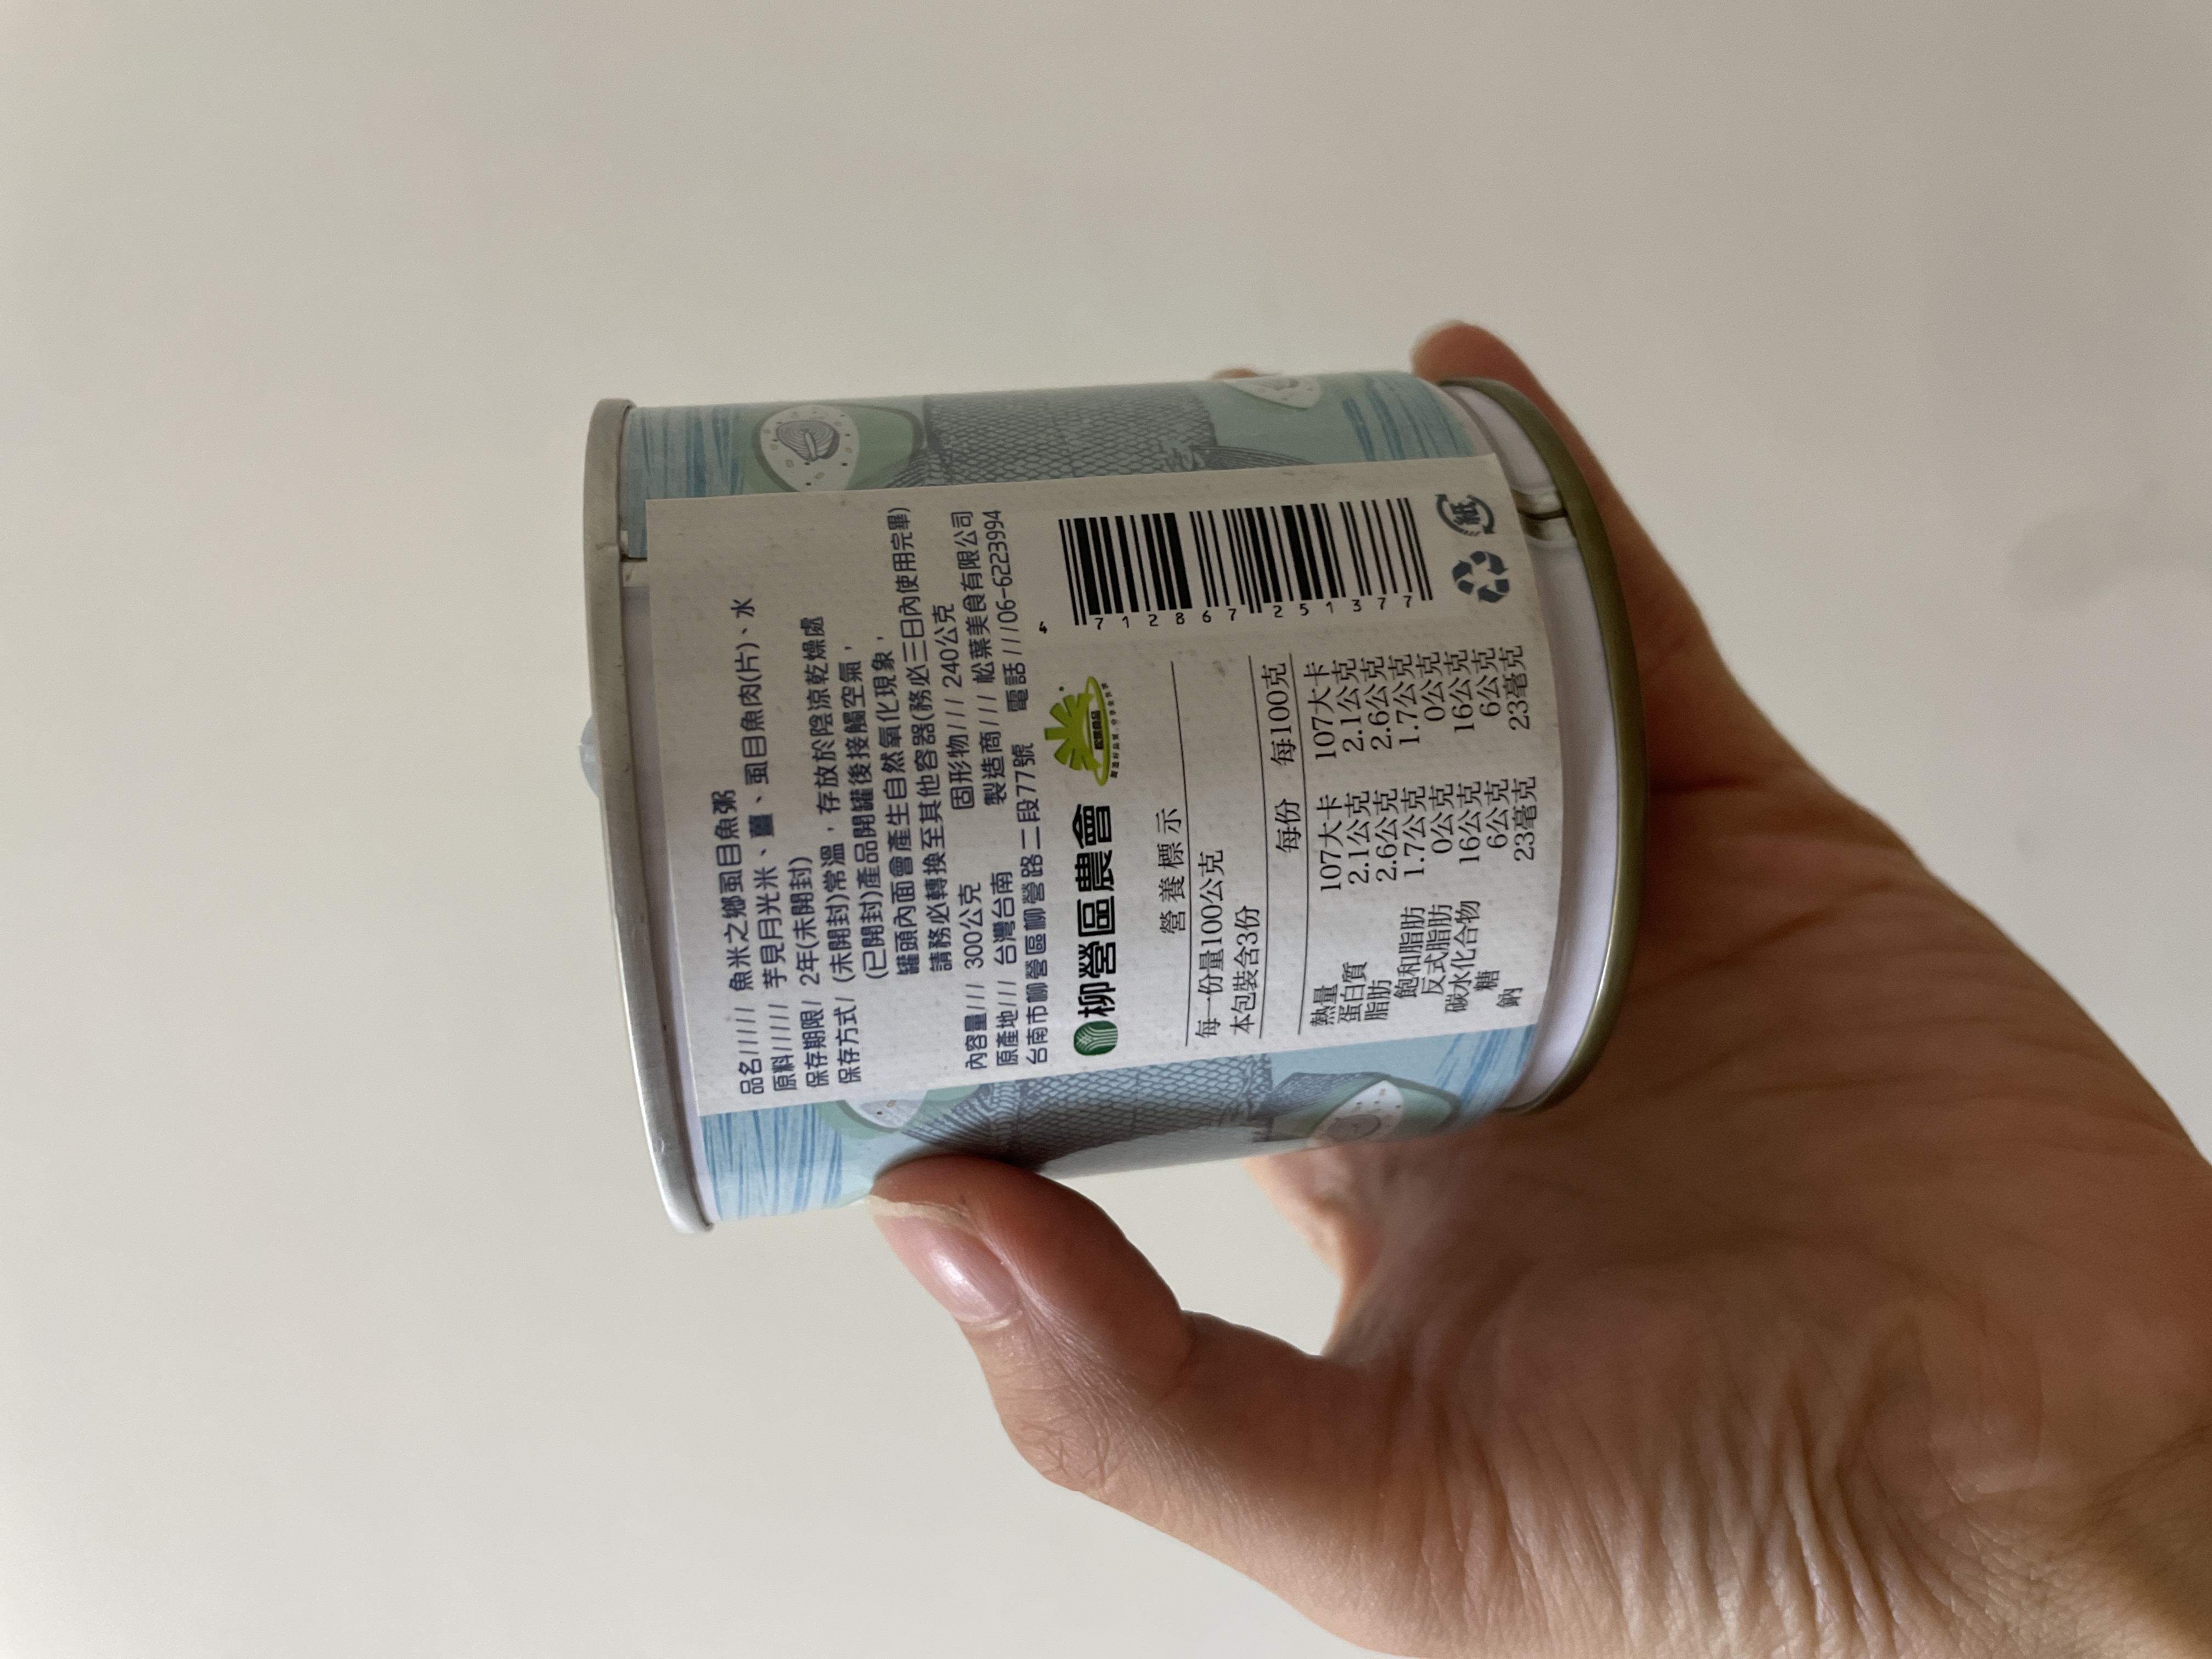 品名///// 魚米之鄉虱目魚粥
原料///// 芋見月光米、薑、虱目魚肉(片)、水
保存期限/ 2年(未開封)
保存方式/ (未開封)常溫，存放於陰涼乾燥處
(已開封)產品開罐後接觸空氣，
罐頭內面會產生自然氧化現象，
請務必轉換至其他容器(務必三日內使用完畢)
內容量/// 300公克 固形物/// 240公克
原產地/// 台灣台南 製造商/// 松葉美食有限公司
台南市柳營區柳營路二段77號 電話///06-6223994
柳營區農會
4 712867 251377
營養標示
每一份量100公克
本包裝含3份
每份 每100克
熱量 107大卡 107大卡
蛋白質 2.1公克 2.1公克
脂肪 2.6公克 2.6公克
飽和脂肪 1.7公克 1.7公克
反式脂肪 0公克 0公克
碳水化合物 16公克 16公克
糖 6公克 6公克
鈉 23毫克 23毫克
紙